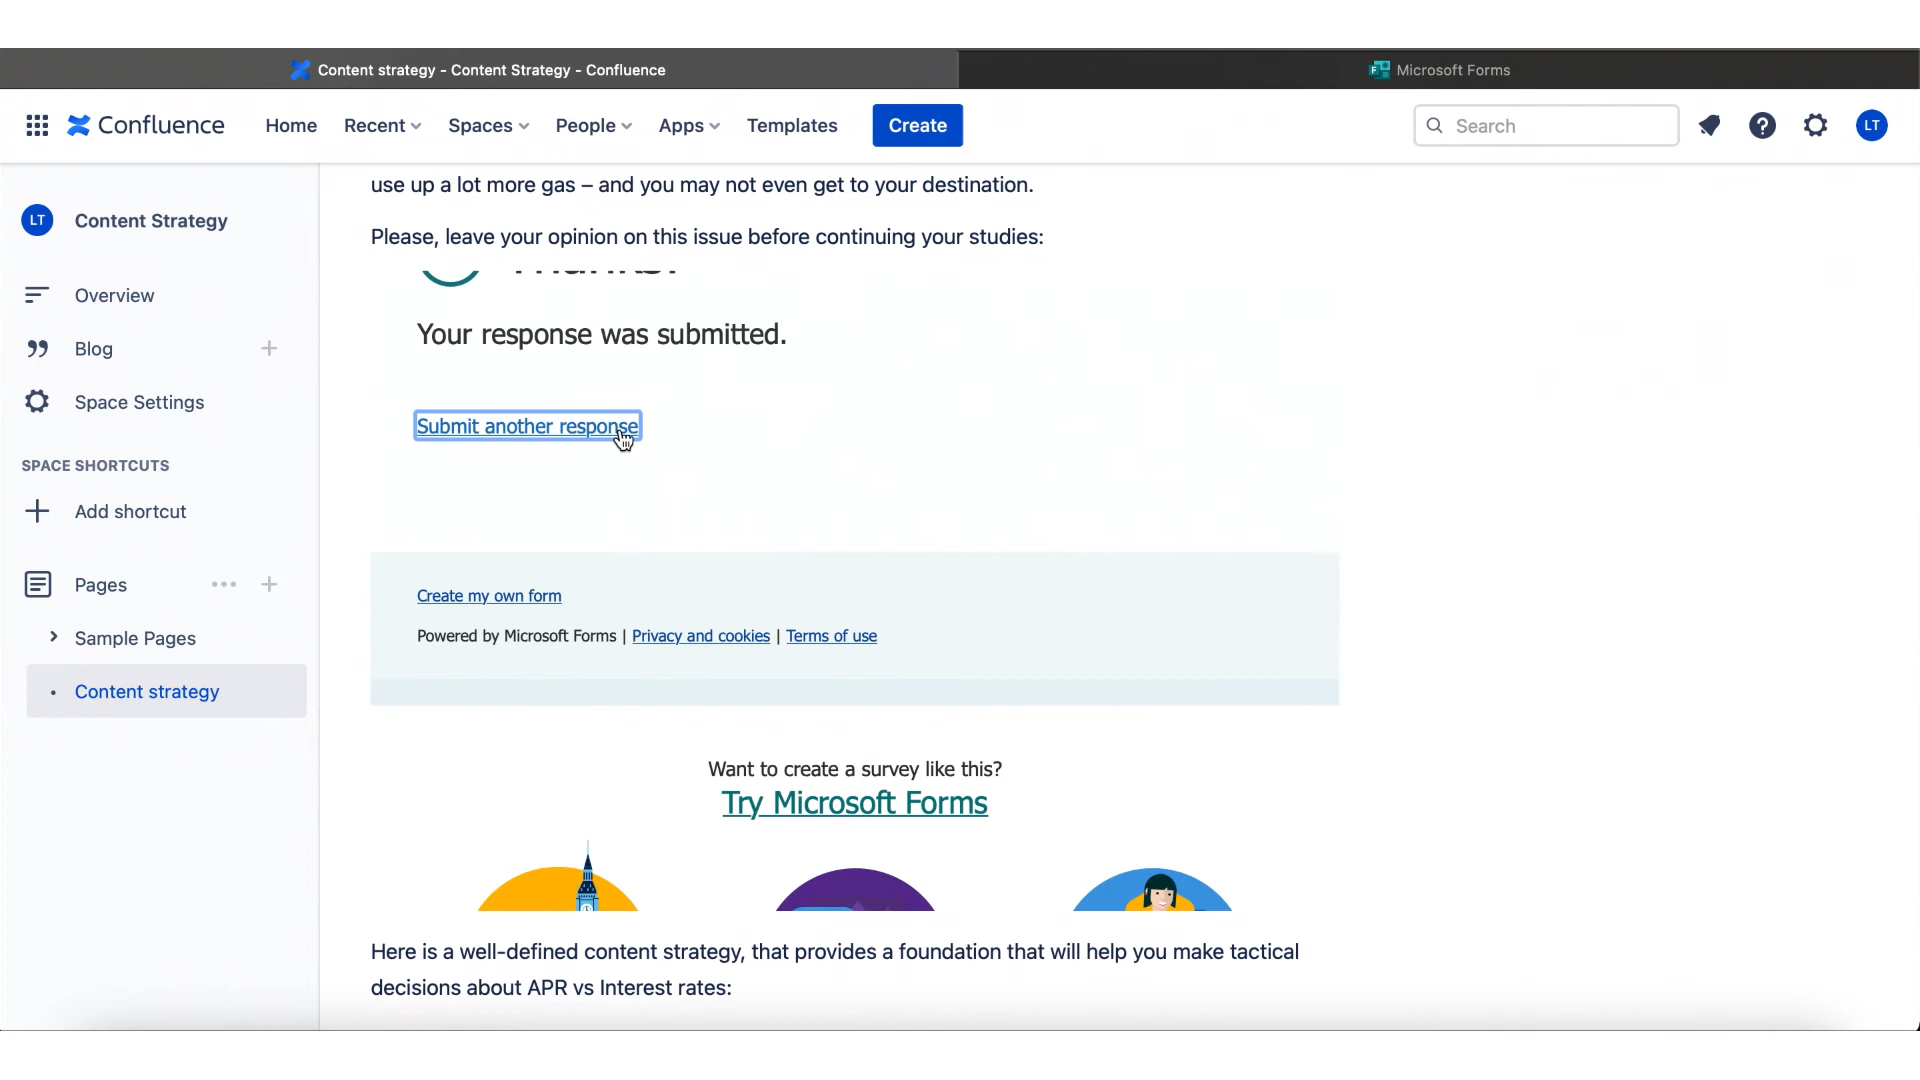 Content strategy - Content Strategy - Confluence
Microsoft Forms
Confluence
Home
Recent
Spaces
People
Apps
Templates
Create
Search
LT
LT
Content Strategy
Overview
Blog
Space Settings
SPACE SHORTCUTS
Add shortcut
Pages
Sample Pages
Content strategy
use up a lot more gas – and you may not even get to your destination.
Please, leave your opinion on this issue before continuing your studies:
Your response was submitted.
Submit another response
Create my own form
Powered by Microsoft Forms | Privacy and cookies | Terms of use
Want to create a survey like this?
Try Microsoft Forms
Here is a well-defined content strategy, that provides a foundation that will help you make tactical
decisions about APR vs Interest rates: